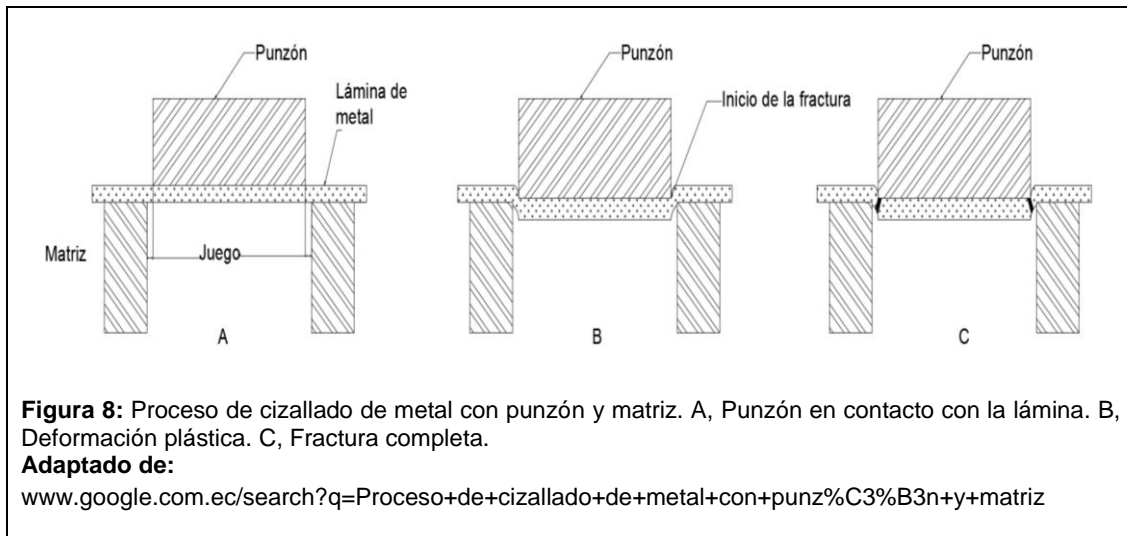 Punzón
Punzón
Punzón
Lámina de
metal
Inicio de la fractura
Matriz
Juego
A
B
C
Figura 8: Proceso de cizallado de metal con punzón y matriz. A, Punzón en contacto con la lámina. B,
Deformación plástica. C, Fractura completa.
Adaptado de:
www.google.com.ec/search?q=Proceso+de+cizallado+de+metal+con+punz%C3%B3n+y+matriz